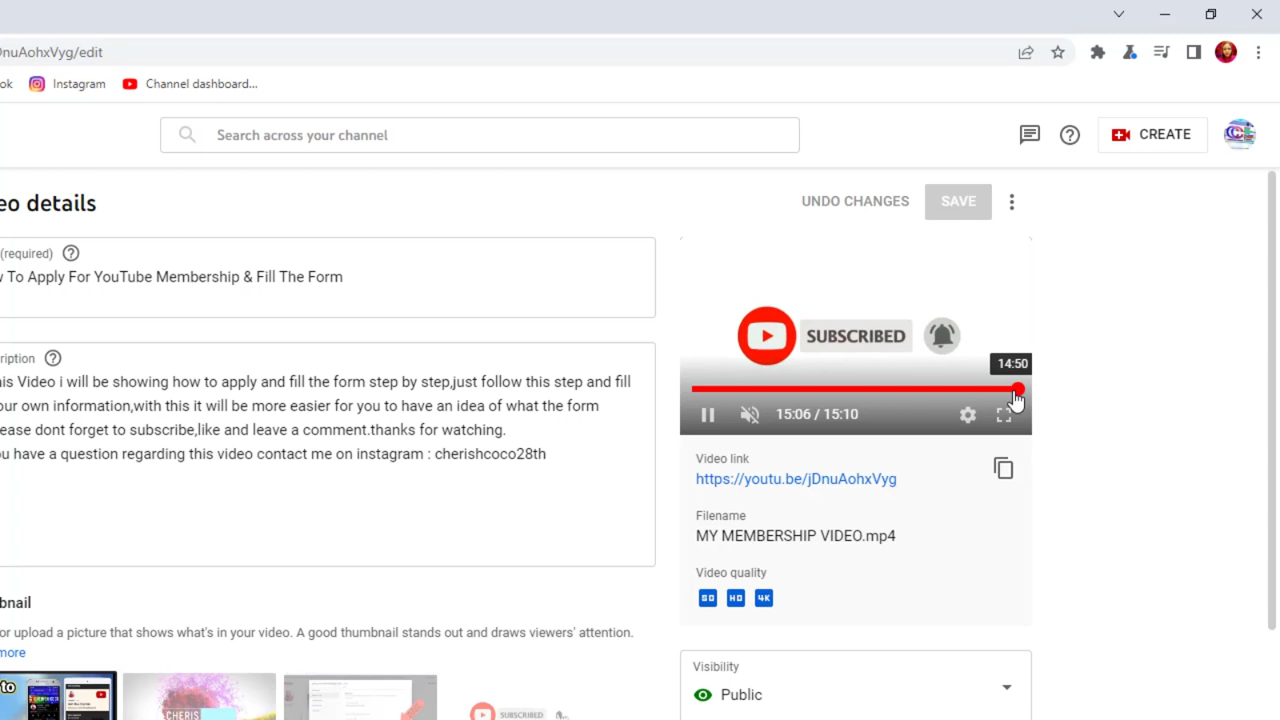 DnuAohxVyg/edit
ok Instagram Channel dashboard...
Search across your channel
CREATE
eo details
UNDO CHANGES SAVE
(required)
w To Apply For YouTube Membership & Fill The Form
ription
his Video i will be showing how to apply and fill the form step by step,just follow this step and fill
our own information,with this it will be more easier for you to have an idea of what the form
ease dont forget to subscribe,like and leave a comment.thanks for watching.
ou have a question regarding this video contact me on instagram : cherishcoco28th
SUBSCRIBED
14:50
15:06 / 15:10
Video link
https://youtu.be/jDnuAohxVyg
Filename
MY MEMBERSHIP VIDEO.mp4
Video quality
SD HD 4K
bnail
or upload a picture that shows what's in your video. A good thumbnail stands out and draws viewers' attention.
more
to
CHERIS
SUBSCRIBED
Visibility
Public